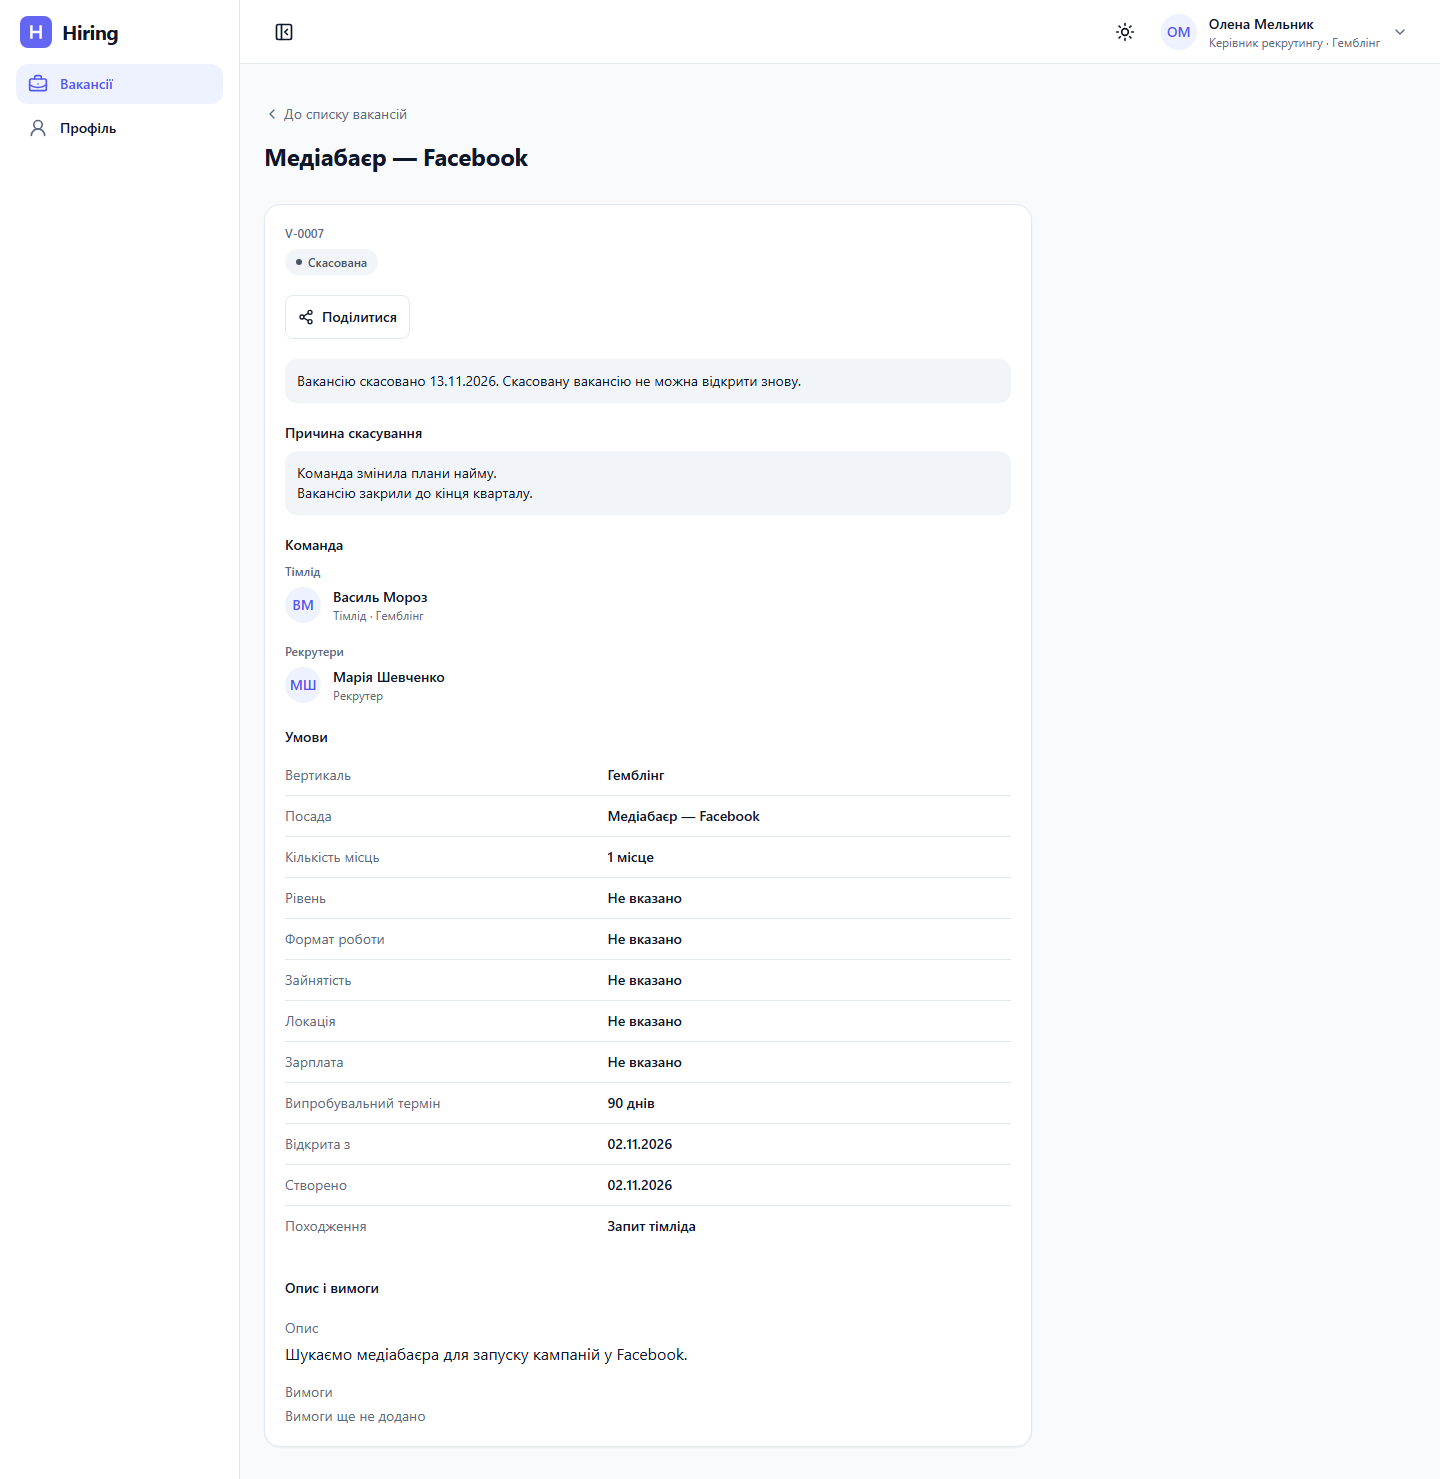 H Hiring
Вакансії
Профіль
ОМ
Олена Мельник
Керівник рекрутингу · Гемблінг
До списку вакансій
Медіабаєр — Facebook
V-0007
Скасована
Поділитися
Вакансію скасовано 13.11.2026. Скасовану вакансію не можна відкрити знову.
Причина скасування
Команда змінила плани найму.
Вакансію закрили до кінця кварталу.
Команда
Тімлід
ВМ
Василь Мороз
Тімлід · Гемблінг
Рекрутери
МШ
Марія Шевченко
Рекрутер
Умови
Вертикаль Гемблінг
Посада Медіабаєр — Facebook
Кількість місць 1 місце
Рівень Не вказано
Формат роботи Не вказано
Зайнятість Не вказано
Локація Не вказано
Зарплата Не вказано
Випробувальний термін 90 днів
Відкрита з 02.11.2026
Створено 02.11.2026
Походження Запит тімліда
Опис і вимоги
Опис
Шукаємо медіабаєра для запуску кампаній у Facebook.
Вимоги
Вимоги ще не додано